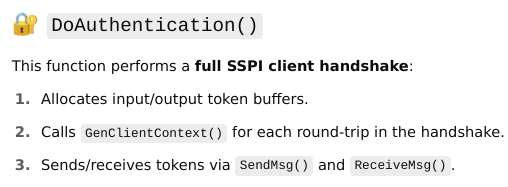 🔐 DoAuthentication()
This function performs a full SSPI client handshake:
1. Allocates input/output token buffers.
2. Calls GenClientContext() for each round-trip in the handshake.
3. Sends/receives tokens via SendMsg() and ReceiveMsg().